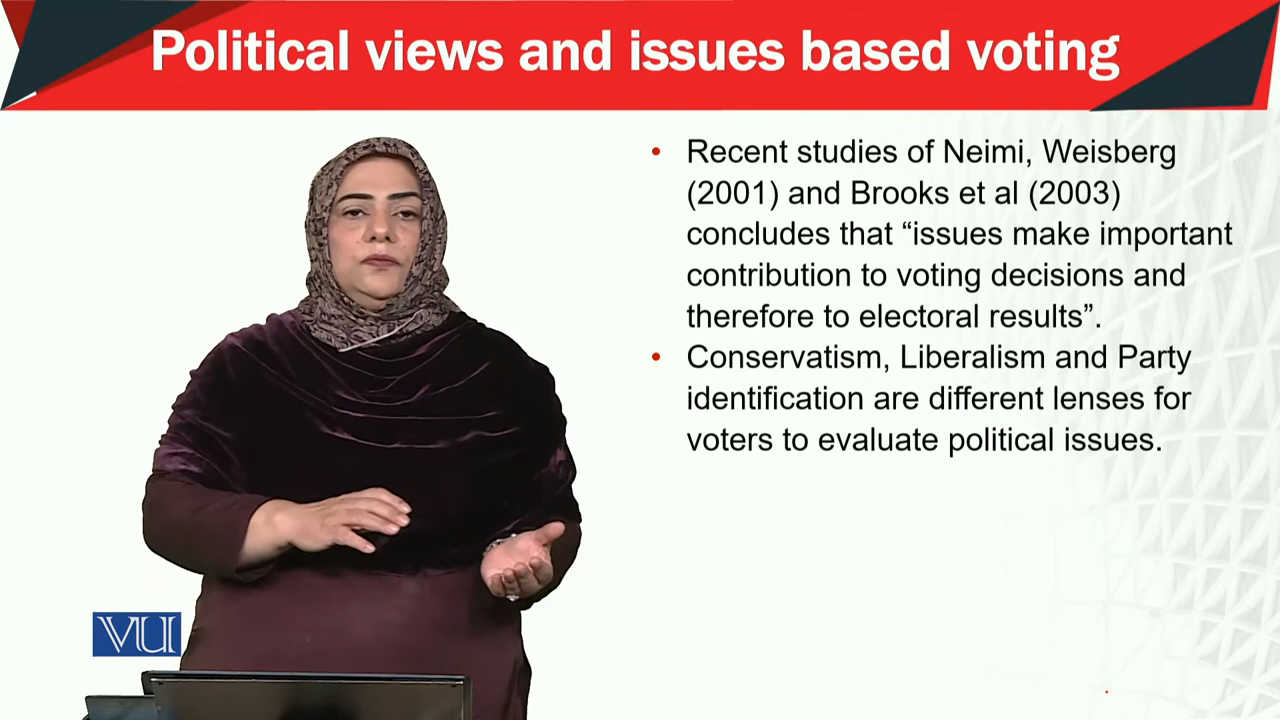 Political views and issues based voting
• Recent studies of Neimi, Weisberg
(2001) and Brooks et al (2003)
concludes that “issues make important
contribution to voting decisions and
therefore to electoral results”.
• Conservatism, Liberalism and Party
identification are different lenses for
voters to evaluate political issues.
VU